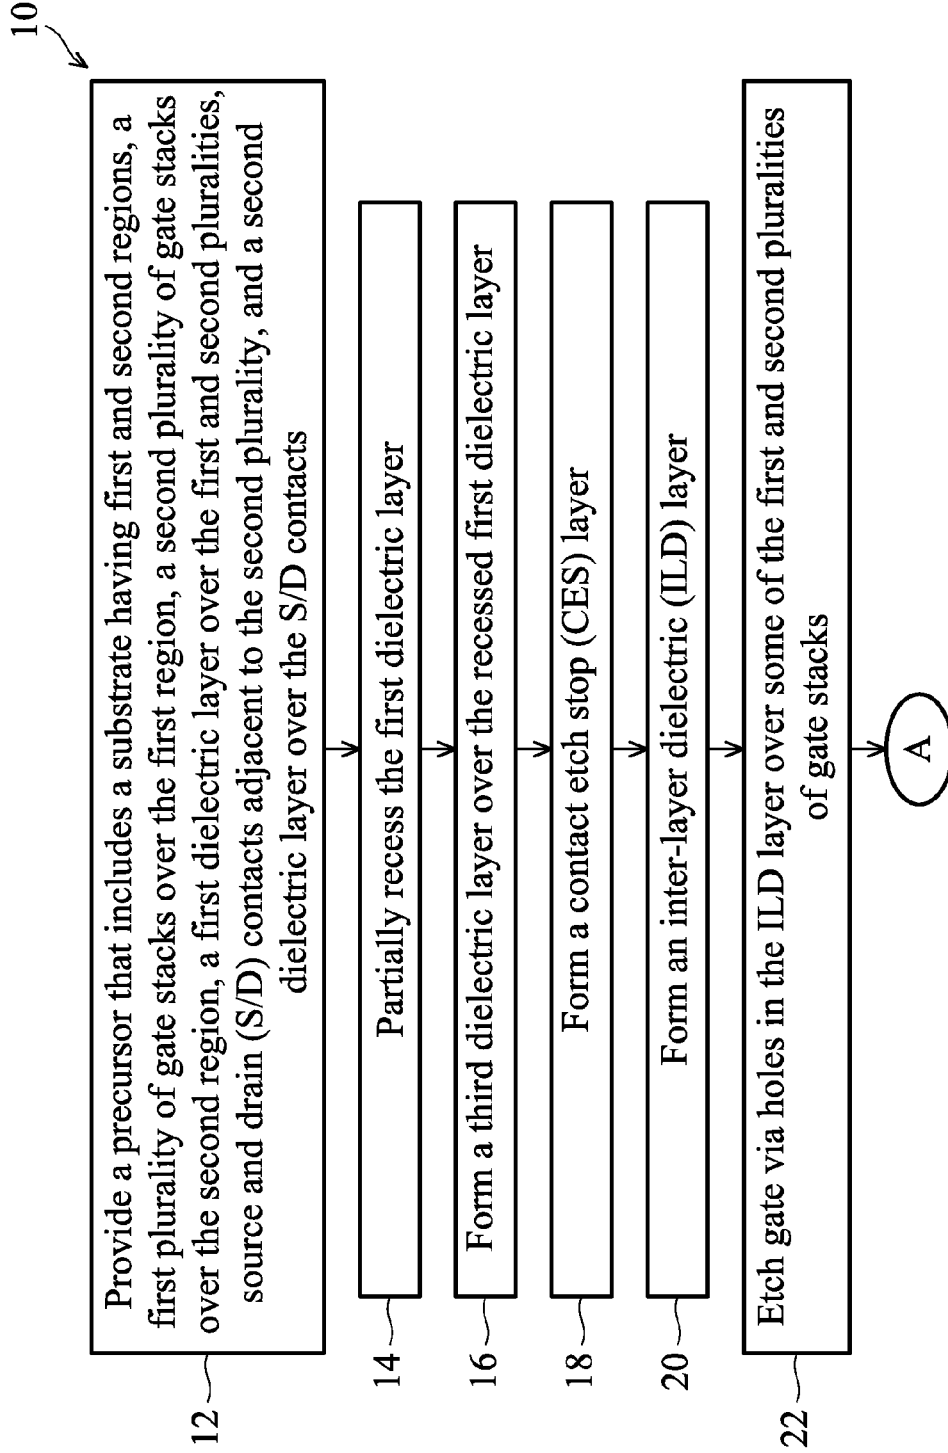 10
12
Provide a precursor that includes a substrate having first and second regions, a
first plurality of gate stacks over the first region, a second plurality of gate stacks
over the second region, a first dielectric layer over the first and second pluralities,
source and drain (S/D) contacts adjacent to the second plurality, and a second
dielectric layer over the S/D contacts
14
Partially recess the first dielectric layer
16
Form a third dielectric layer over the recessed first dielectric layer
18
Form a contact etch stop (CES) layer
20
Form an inter-layer dielectric (ILD) layer
22
Etch gate via holes in the ILD layer over some of the first and second pluralities
of gate stacks
A